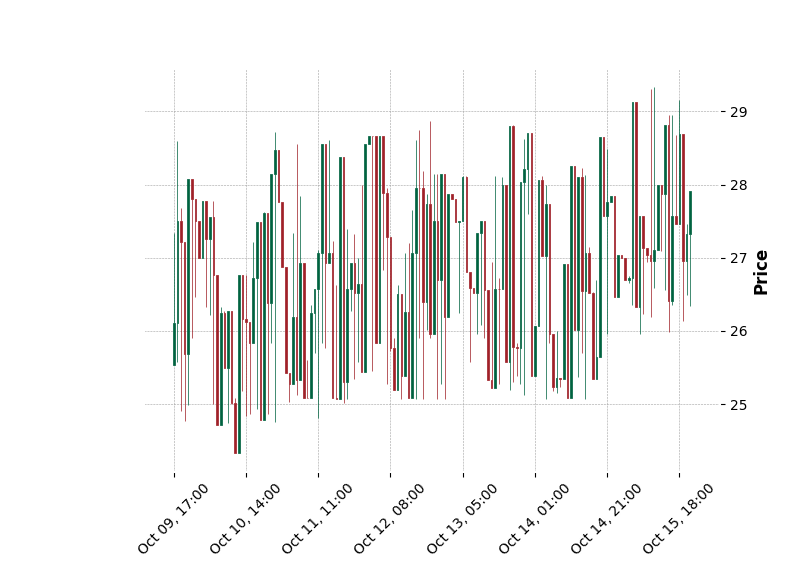 29
28
27
26
25
Price
Oct 09, 17:00
Oct 10, 14:00
Oct 11, 11:00
Oct 12, 08:00
Oct 13, 05:00
Oct 14, 01:00
Oct 14, 21:00
Oct 15, 18:00